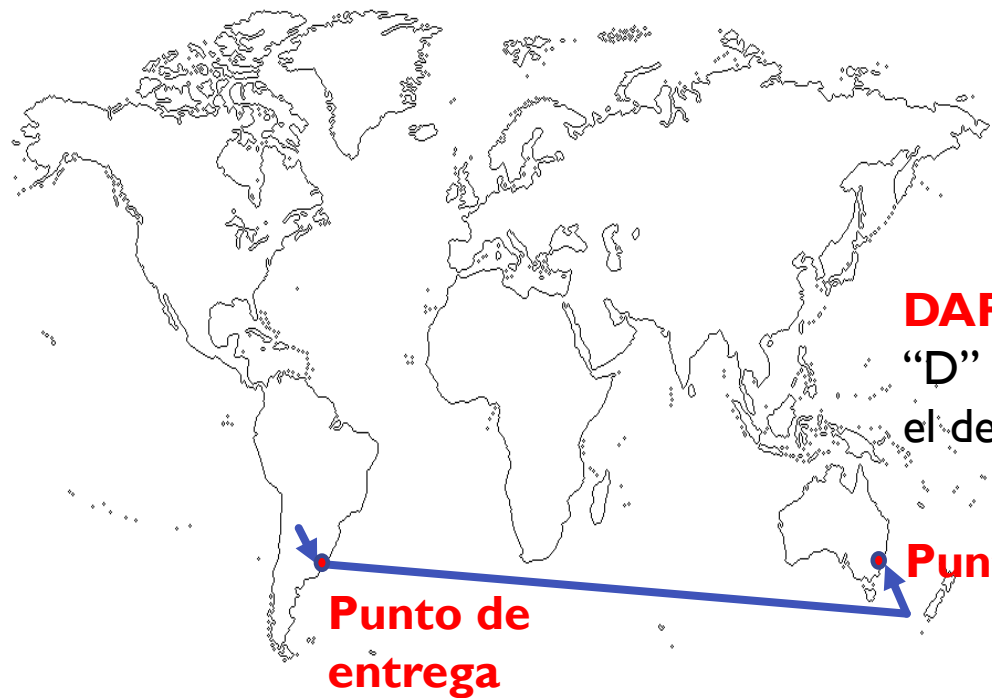 DAF
“D”
el de
Pun
Punto de
entrega